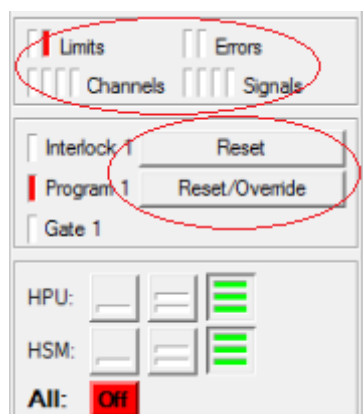 Limits Errors
Channels Signals
Interlock 1 Reset
Program 1 Reset/Override
Gate 1
HPU:
HSM:
All: Off